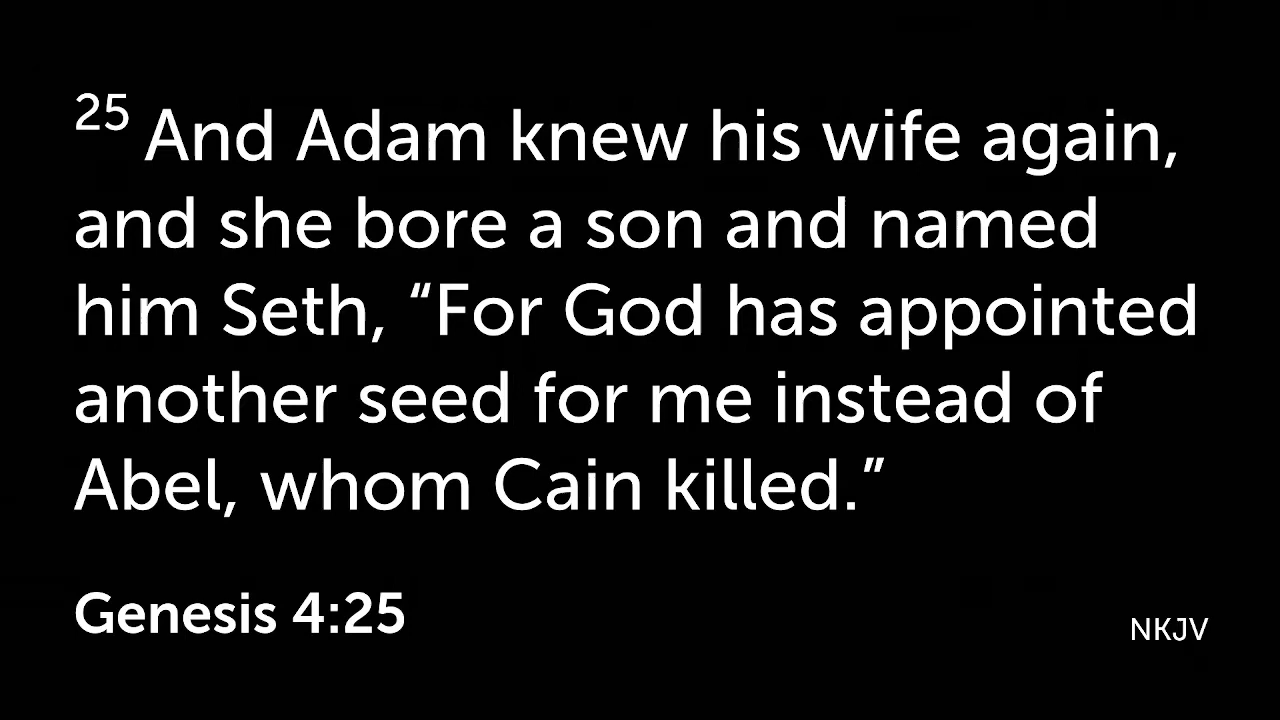 25 And Adam knew his wife again,
and she bore a son and named
him Seth, “For God has appointed
another seed for me instead of
Abel, whom Cain killed.”
Genesis 4:25
NKJV